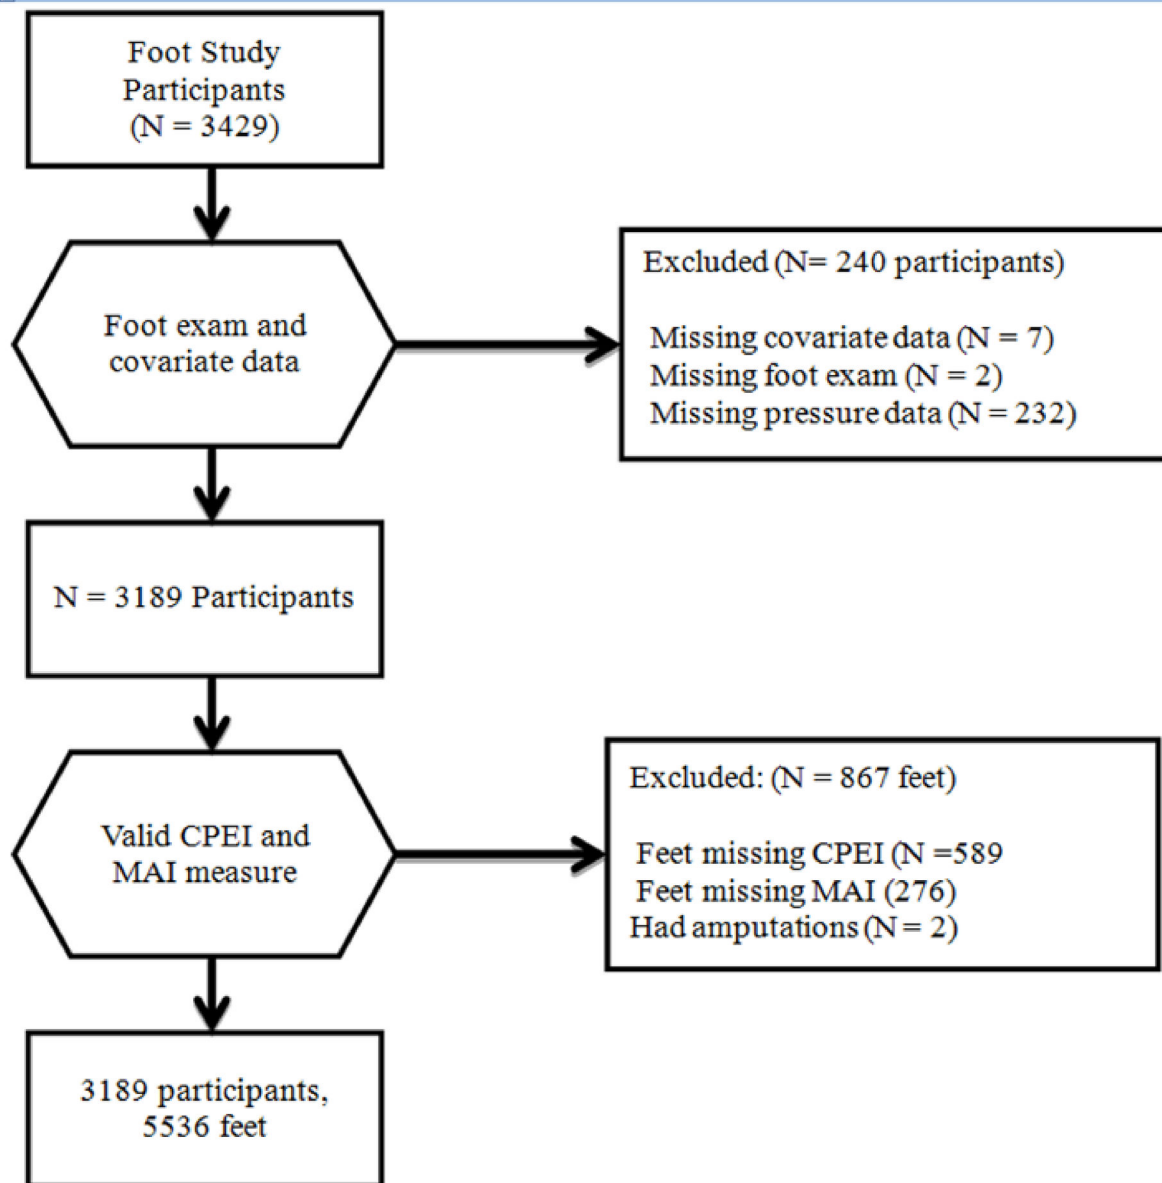 Foot Study
Participants
(N = 3429)
Foot exam and
covariate data
Excluded (N= 240 participants)
Missing covariate data (N = 7)
Missing foot exam (N = 2)
Missing pressure data (N = 232)
N = 3189 Participants
Valid CPEI and
MAI measure
Excluded: (N = 867 feet)
Feet missing CPEI (N =589
Feet missing MAI (276)
Had amputations (N = 2)
3189 participants,
5536 feet